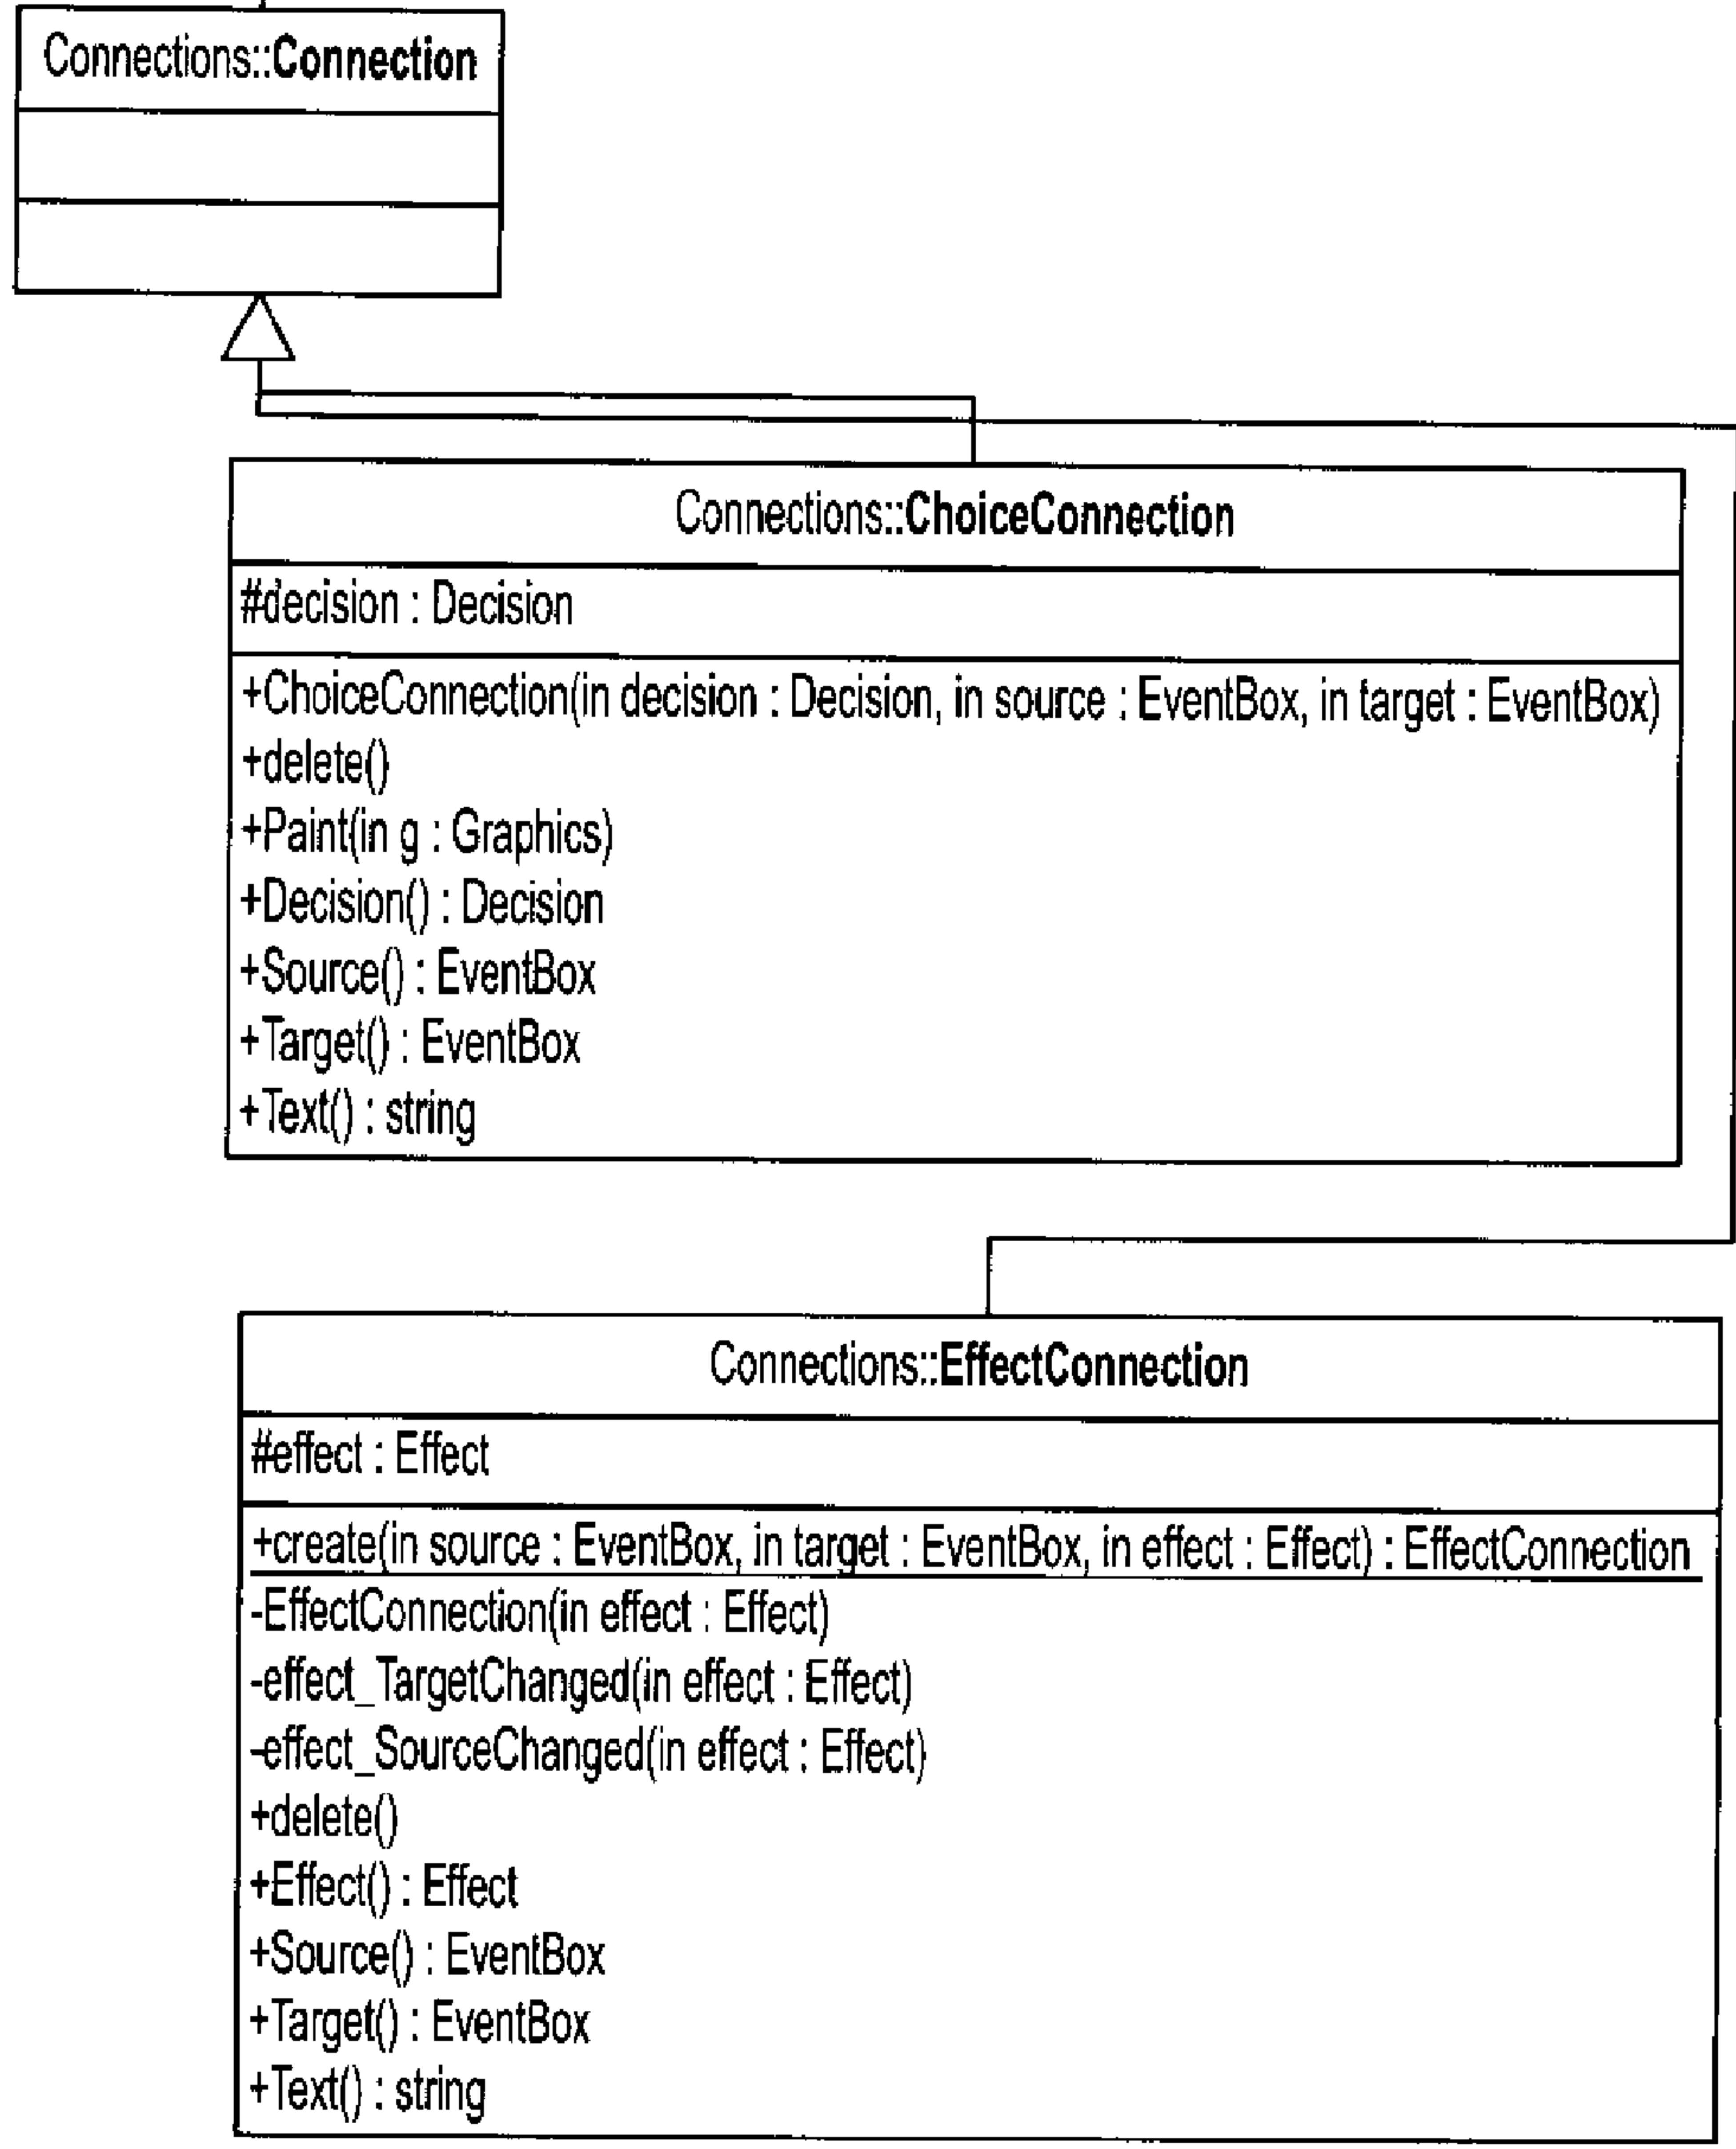 Connections::Connection
Connections::ChoiceConnection
#decision : Decision
+ChoiceConnection(in decision : Decision, in source : EventBox, in target : EventBox)
+delete()
+Paint(in g : Graphics)
+Decision() : Decision
+Source() : EventBox
+Target() : EventBox
+Text() : string
Connections::EffectConnection
#effect : Effect
+create(in source : EventBox, in target : EventBox, in effect : Effect) : EffectConnection
-EffectConnection(in effect : Effect)
-effect_TargetChanged(in effect : Effect)
-effect_SourceChanged(in effect : Effect)
+delete()
+Effect() : Effect
+Source() : EventBox
+Target() : EventBox
+Text() : string